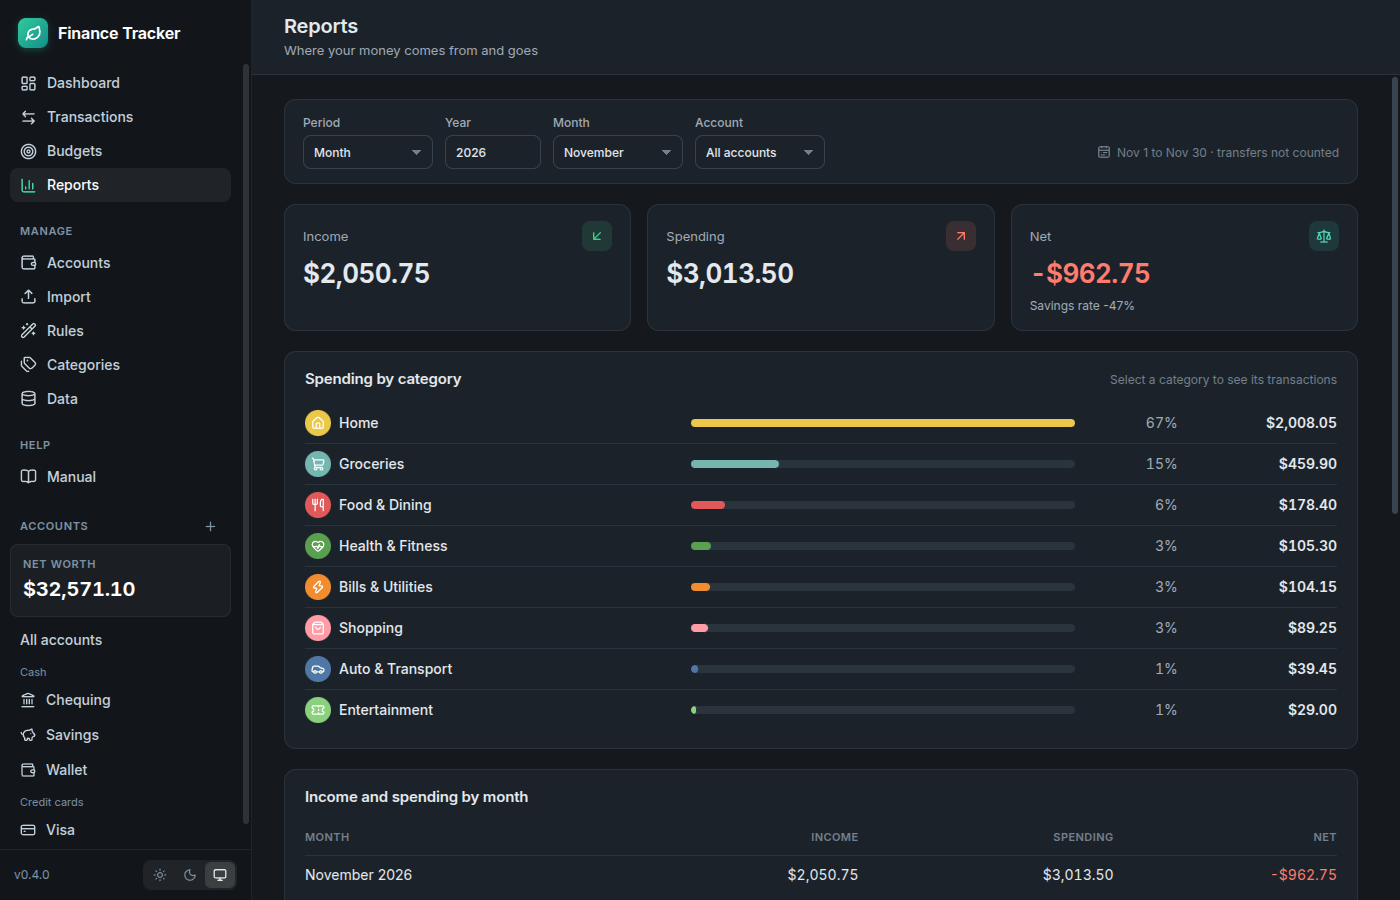 Finance Tracker
Dashboard
Transactions
Budgets
Reports
MANAGE
Accounts
Import
Rules
Categories
Data
HELP
Manual
ACCOUNTS
NET WORTH
$32,571.10
All accounts
Cash
Chequing
Savings
Wallet
Credit cards
Visa
v0.4.0
Reports
Where your money comes from and goes
Period Year Month Account
Month 2026 November All accounts Nov 1 to Nov 30 · transfers not counted
Income
$2,050.75
Spending
$3,013.50
Net
-$962.75
Savings rate -47%
Spending by category Select a category to see its transactions
Home 67% $2,008.05
Groceries 15% $459.90
Food & Dining 6% $178.40
Health & Fitness 3% $105.30
Bills & Utilities 3% $104.15
Shopping 3% $89.25
Auto & Transport 1% $39.45
Entertainment 1% $29.00
Income and spending by month
MONTH INCOME SPENDING NET
November 2026 $2,050.75 $3,013.50 -$962.75